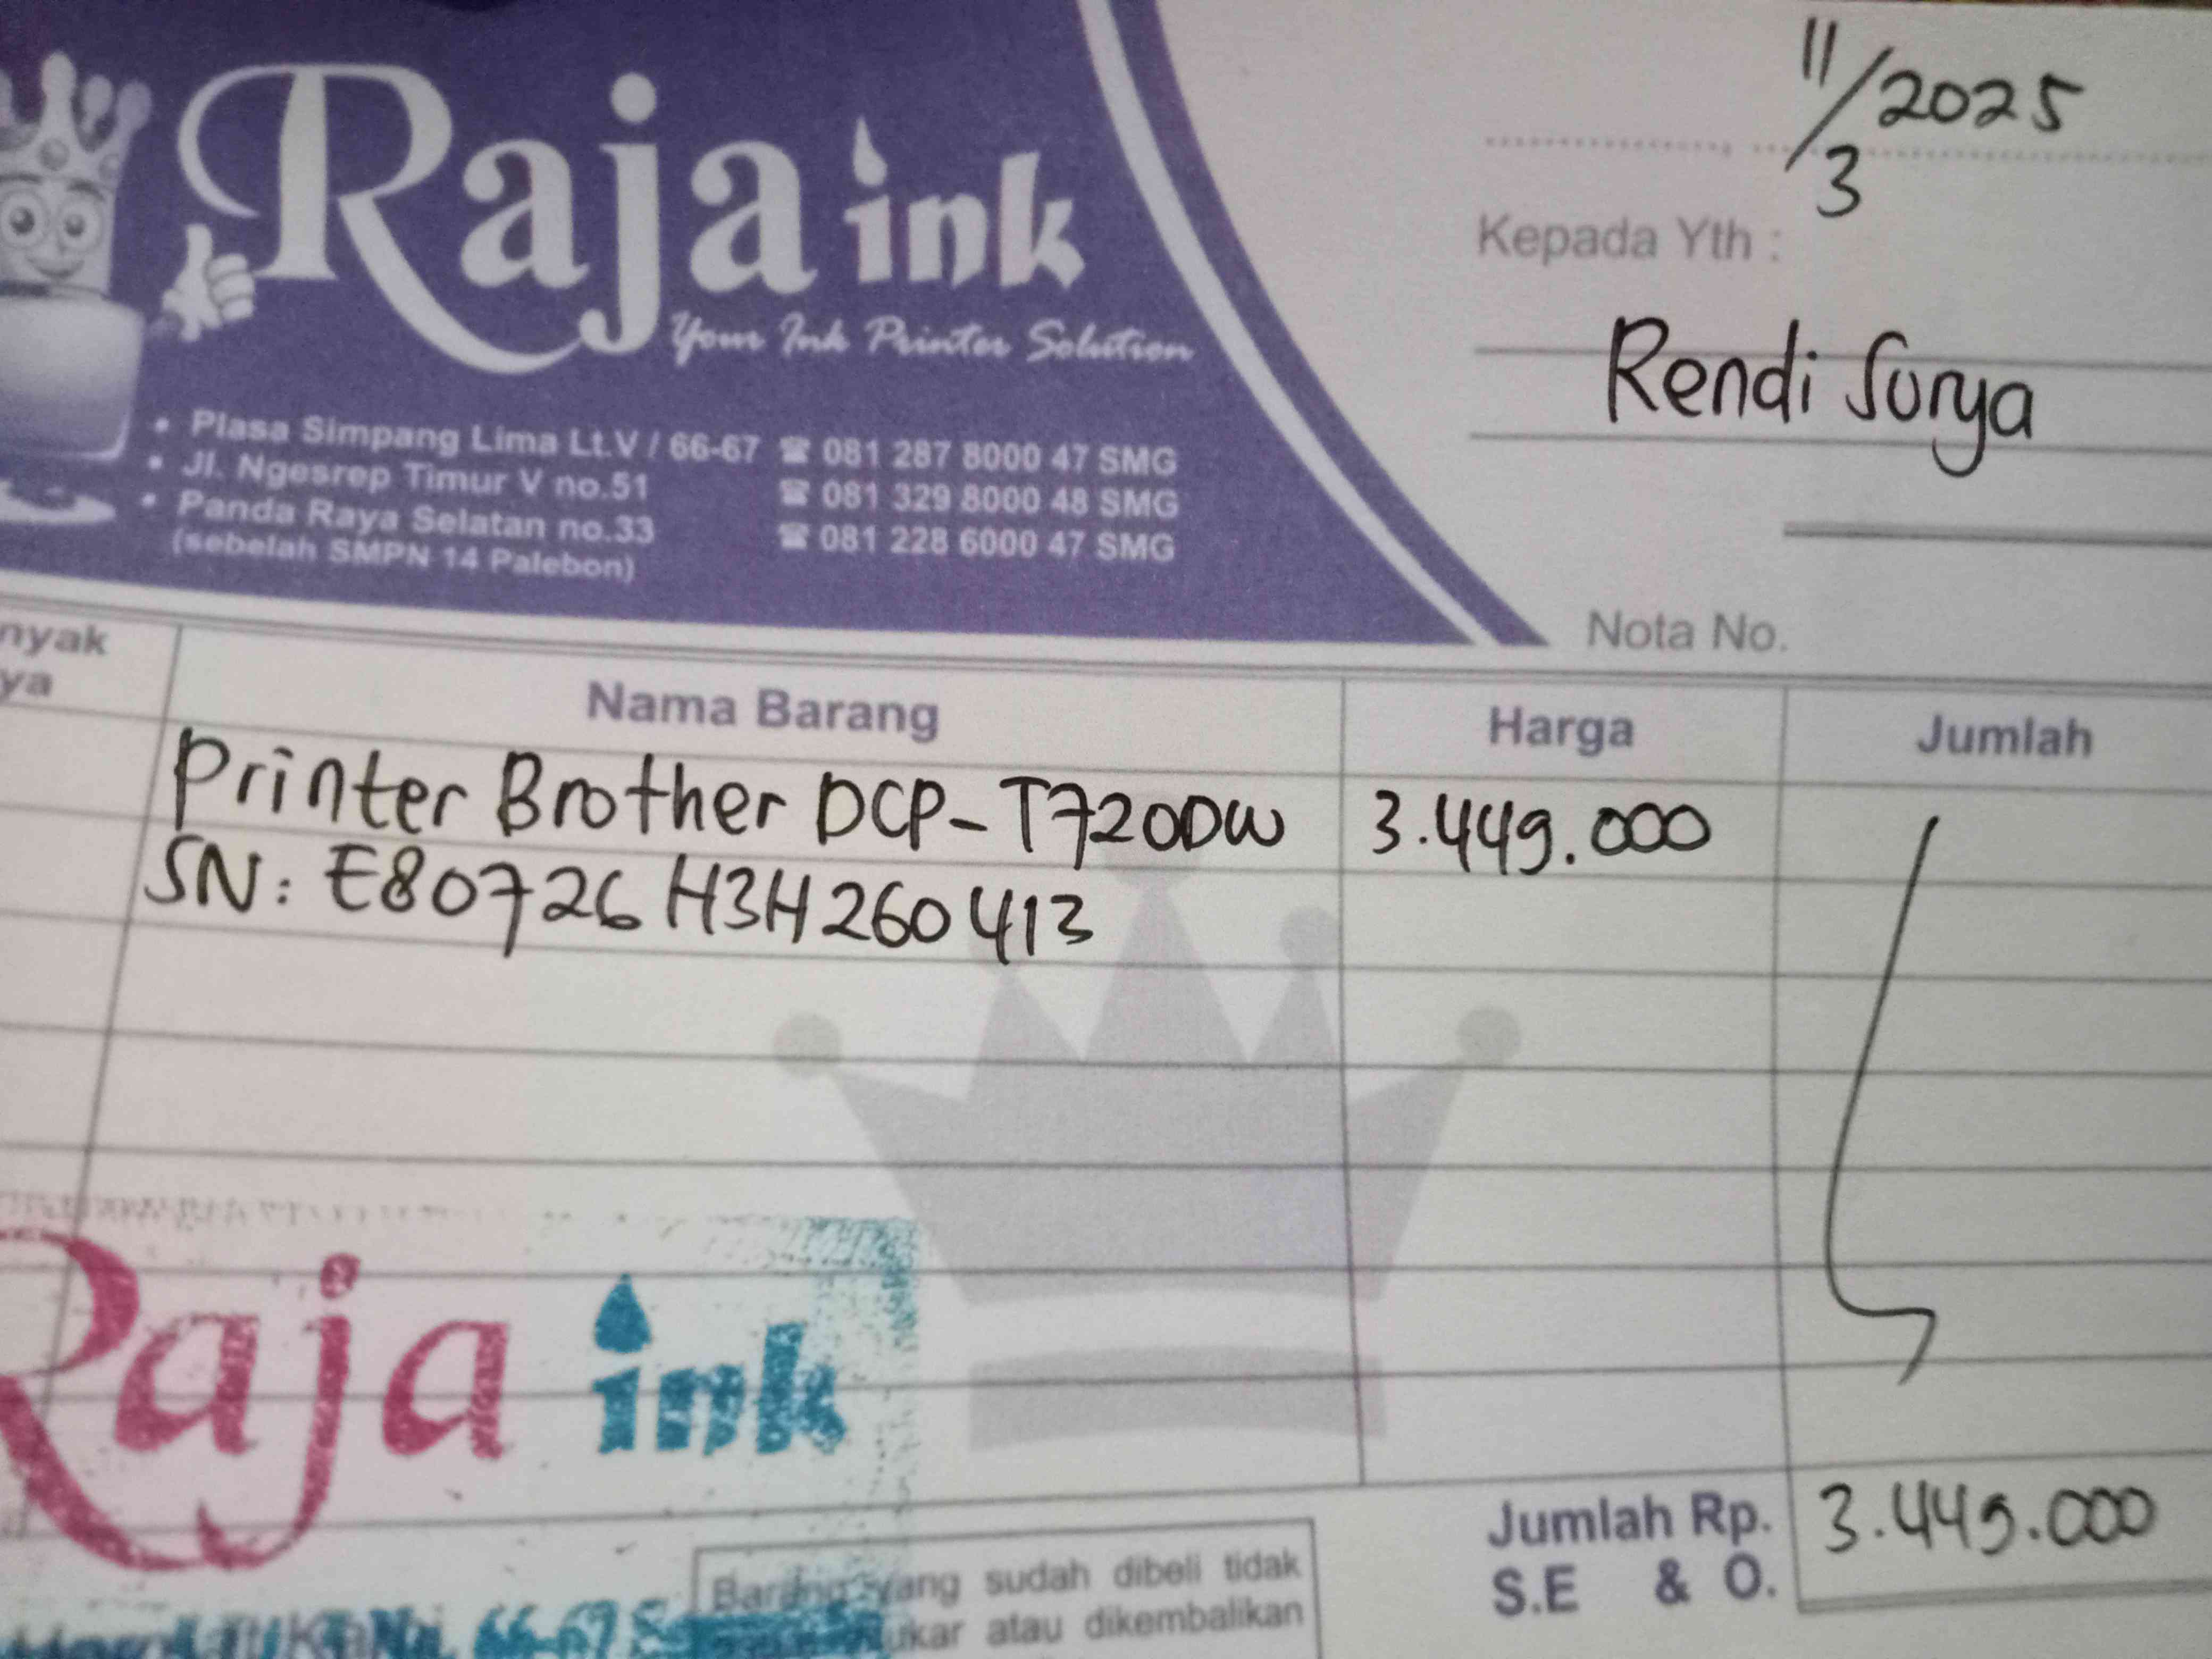 Raja ink
Your Ink Printer Solution
• Plasa Simpang Lima Lt.V / 66-67 ☎ 081 287 8000 47 SMG
• Jl. Ngesrep Timur V no.51 ☎ 081 329 8000 48 SMG
• Panda Raya Selatan no.33 ☎ 081 228 6000 47 SMG
(sebelah SMPN 14 Palebon)
11/3/2025
Kepada Yth :
Rendi Surya
Nota No.
nyak
ya
Nama Barang Harga Jumlah
Printer Brother DCP-T720DW 3.449.000
SN: E80726H3H260413
Raja ink
66-67
Barang yang sudah dibeli tidak
ukar atau dikembalikan
Jumlah Rp. 3.449.000
S.E & O.